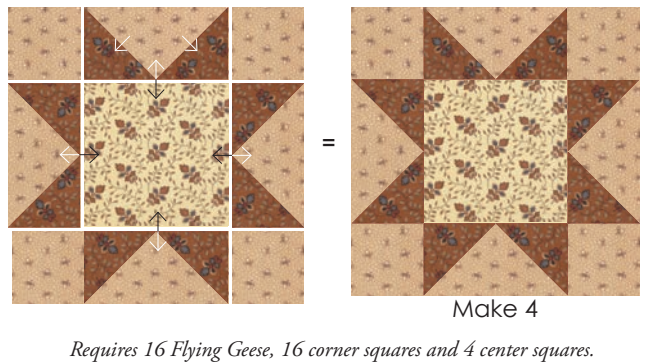 =
Make 4
Requires 16 Flying Geese, 16 corner squares and 4 center squares.